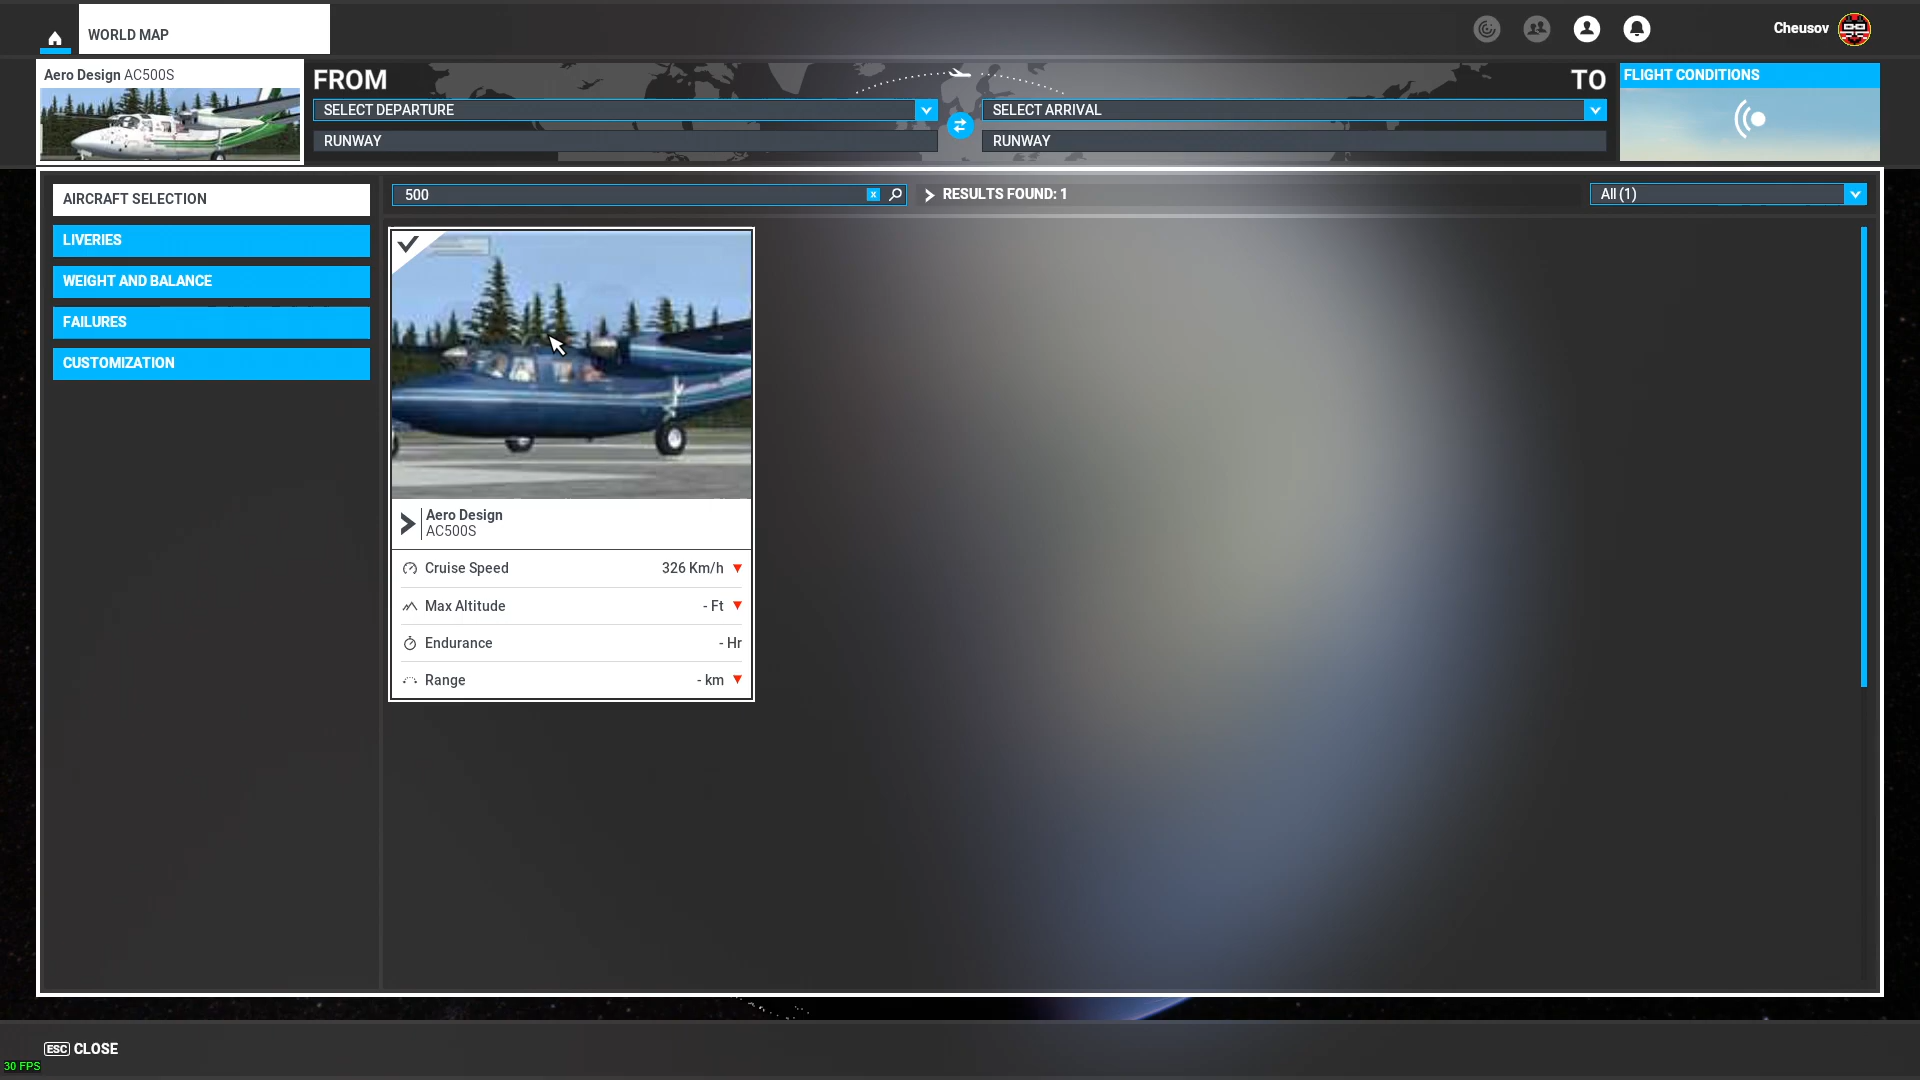 WORLD MAP
Cheusov
Aero Design AC500S
FROM
TO
FLIGHT CONDITIONS
SELECT DEPARTURE
SELECT ARRIVAL
RUNWAY
RUNWAY
AIRCRAFT SELECTION
LIVERIES
WEIGHT AND BALANCE
FAILURES
CUSTOMIZATION
500
RESULTS FOUND: 1
All (1)
Aero Design
AC500S
Cruise Speed 326 Km/h
Max Altitude - Ft
Endurance - Hr
Range - km
ESC CLOSE
30 FPS